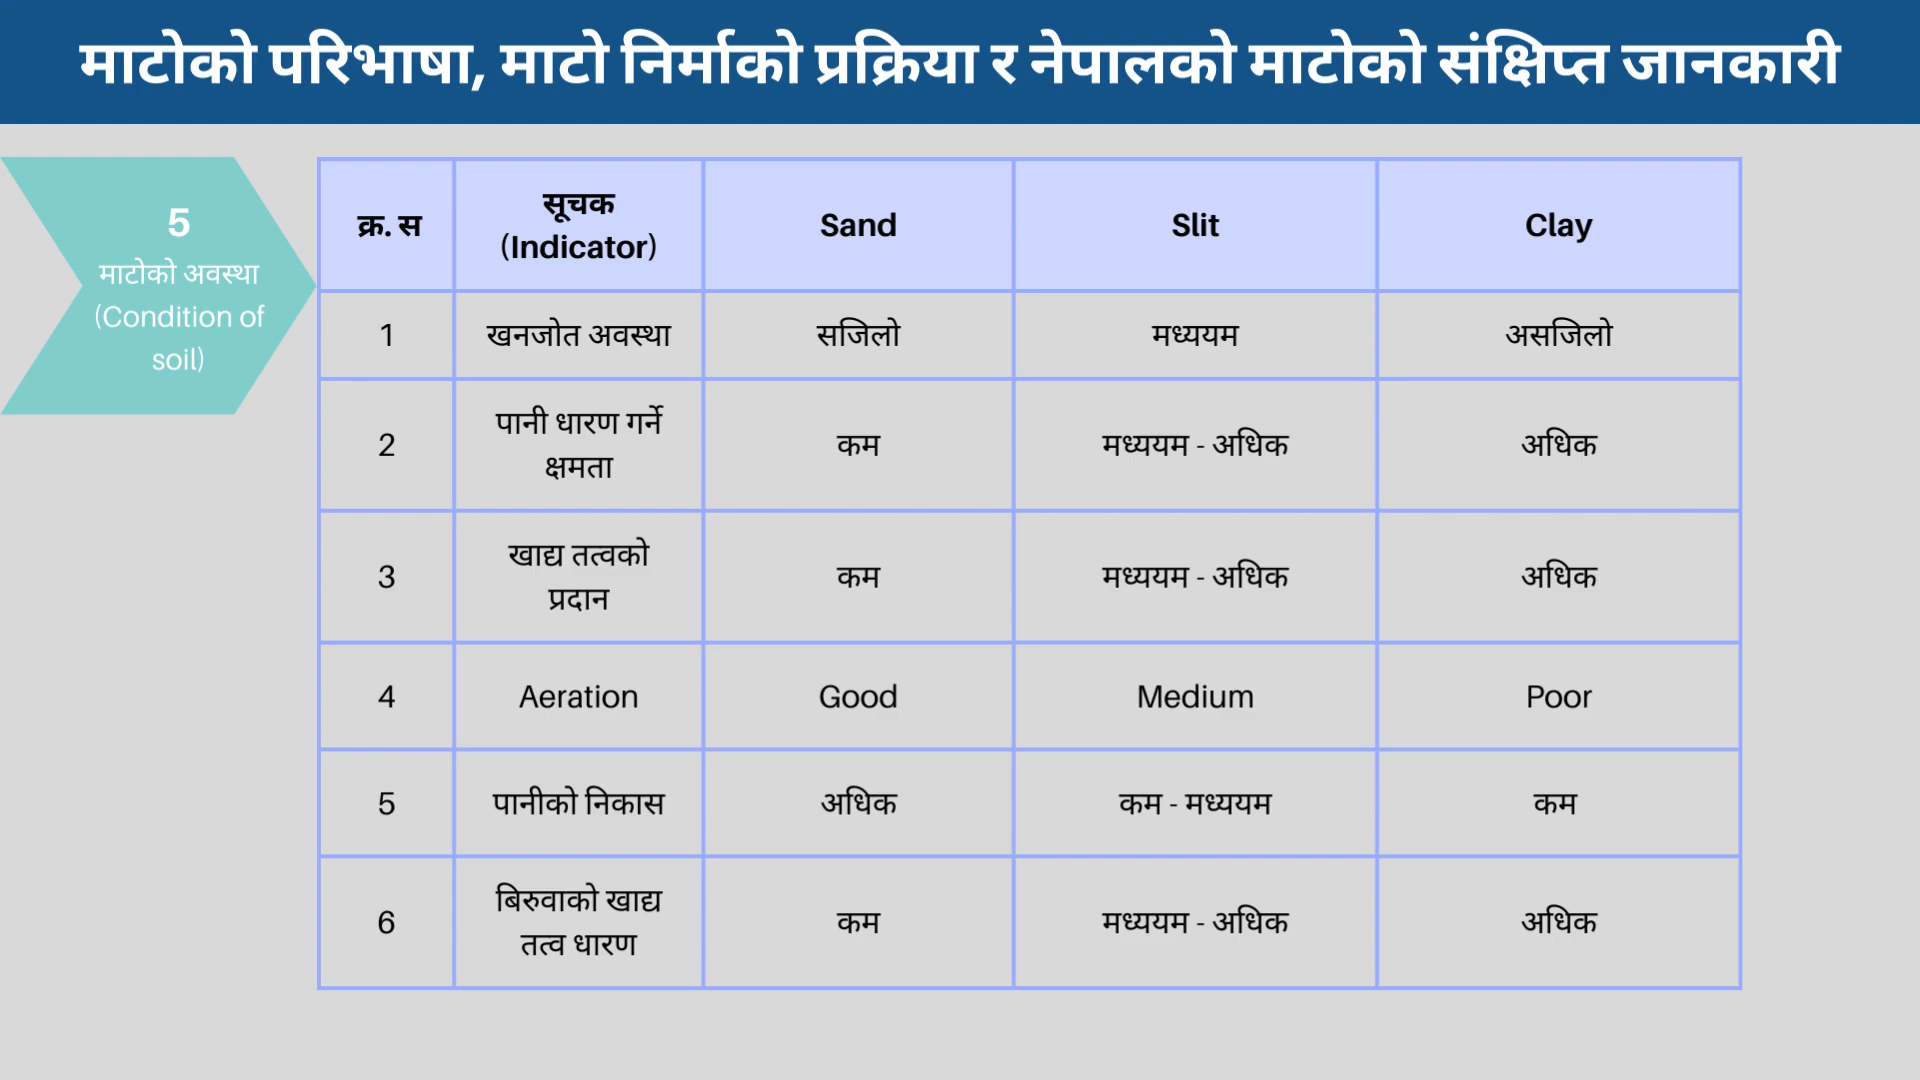 माटोको परिभाषा, माटो निर्माको प्रक्रिया र नेपालको माटोको संक्षिप्त जानकारी
5
माटोको अवस्था
(Condition of
soil)
क्र. स
सूचक
(Indicator)
Sand
Slit
Clay
1
खनजोत अवस्था
सजिलो
मध्ययम
असजिलो
2
पानी धारण गर्ने
क्षमता
कम
मध्ययम - अधिक
अधिक
3
खाद्य तत्वको
प्रदान
कम
मध्ययम - अधिक
अधिक
4
Aeration
Good
Medium
Poor
5
पानीको निकास
अधिक
कम - मध्ययम
कम
6
बिरुवाको खाद्य
तत्व धारण
कम
मध्ययम - अधिक
अधिक